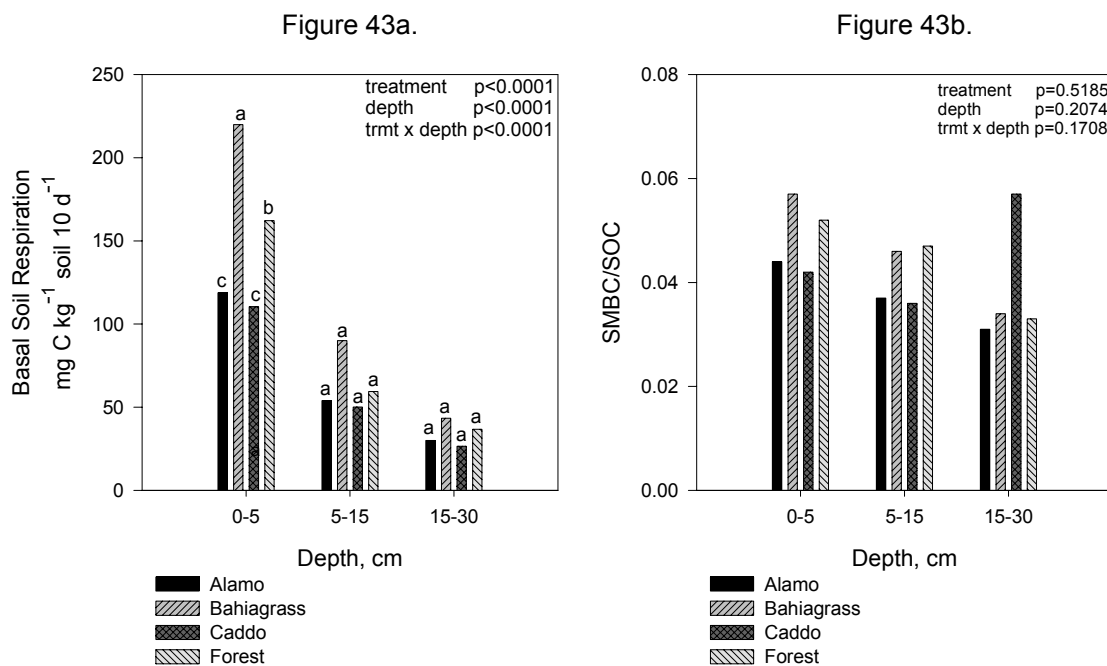 Figure 43a.
250
200
150
100
50
0
Basal Soil Respiration
mg C kg⁻¹ soil 10 d⁻¹
treatment p<0.0001
depth p<0.0001
trmt x depth p<0.0001
a
b
c
c
a
a
a
a
a
a
a
a
a
0-5 5-15 15-30
Depth, cm
Alamo
Bahiagrass
Caddo
Forest
Figure 43b.
0.08
0.06
0.04
0.02
0.00
SMBC/SOC
treatment p=0.5185
depth p=0.2074
trmt x depth p=0.1708
0-5 5-15 15-30
Depth, cm
Alamo
Bahiagrass
Caddo
Forest